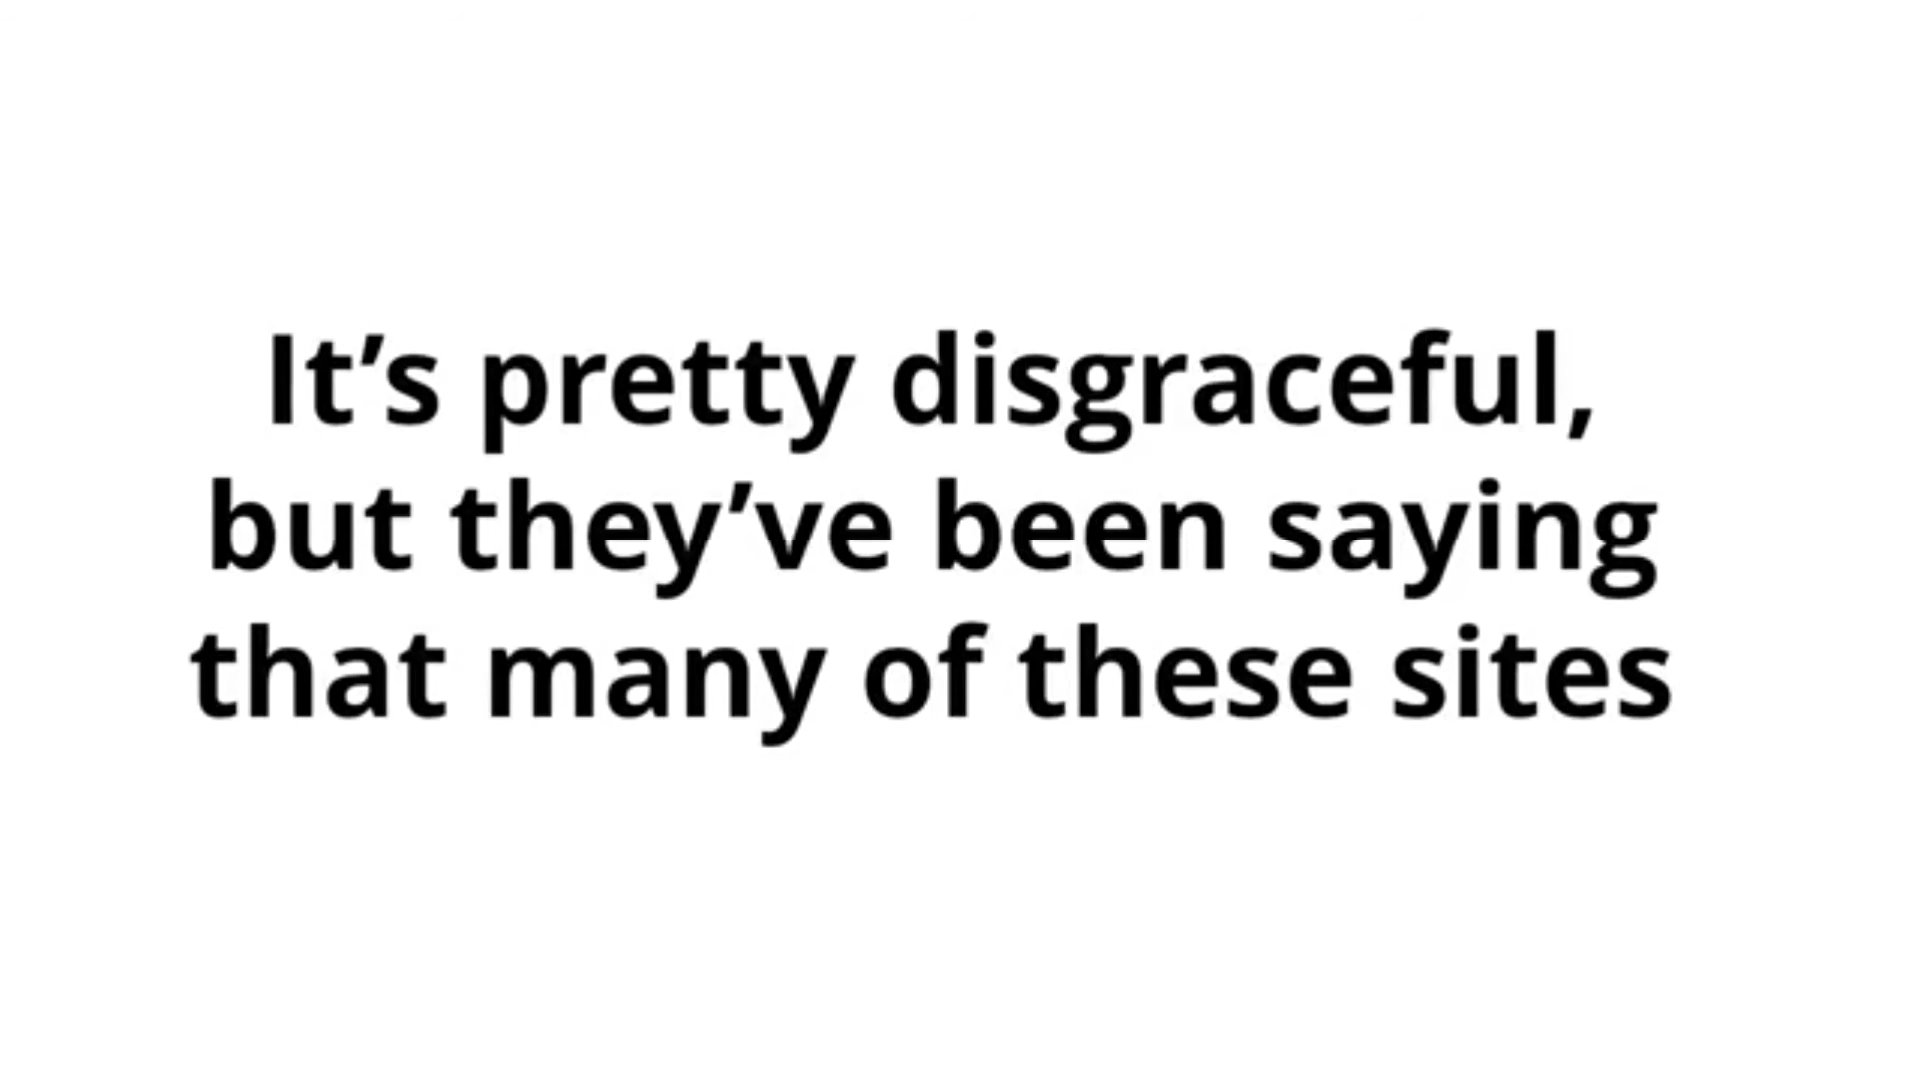 It’s pretty disgraceful,
but they’ve been saying
that many of these sites